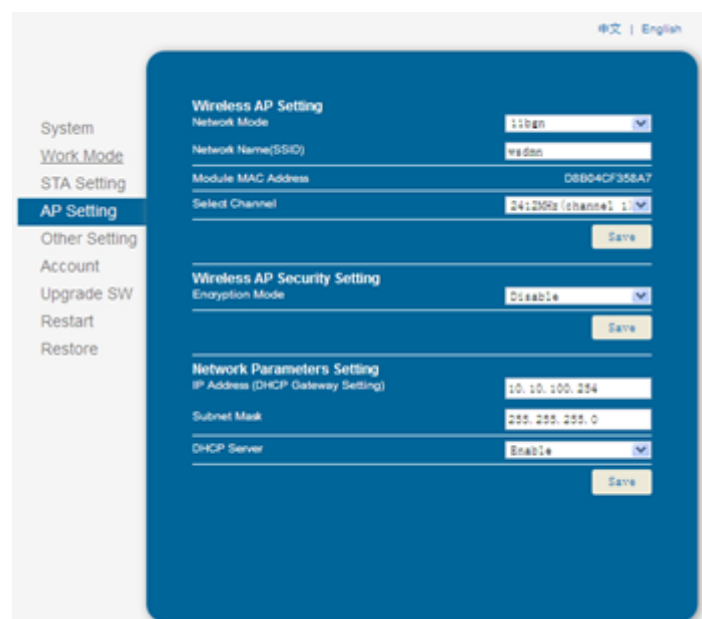 中文 | English
System
Work Mode
STA Setting
AP Setting
Other Setting
Account
Upgrade SW
Restart
Restore
Wireless AP Setting
Network Mode 11bgn
Network Name(SSID) wsdmn
Module MAC Address D8B04CF358A7
Select Channel 2412MHz (channel 1)
Save
Wireless AP Security Setting
Encryption Mode Disable
Save
Network Parameters Setting
IP Address (DHCP Gateway Setting) 10.10.100.254
Subnet Mask 255.255.255.0
DHCP Server Enable
Save